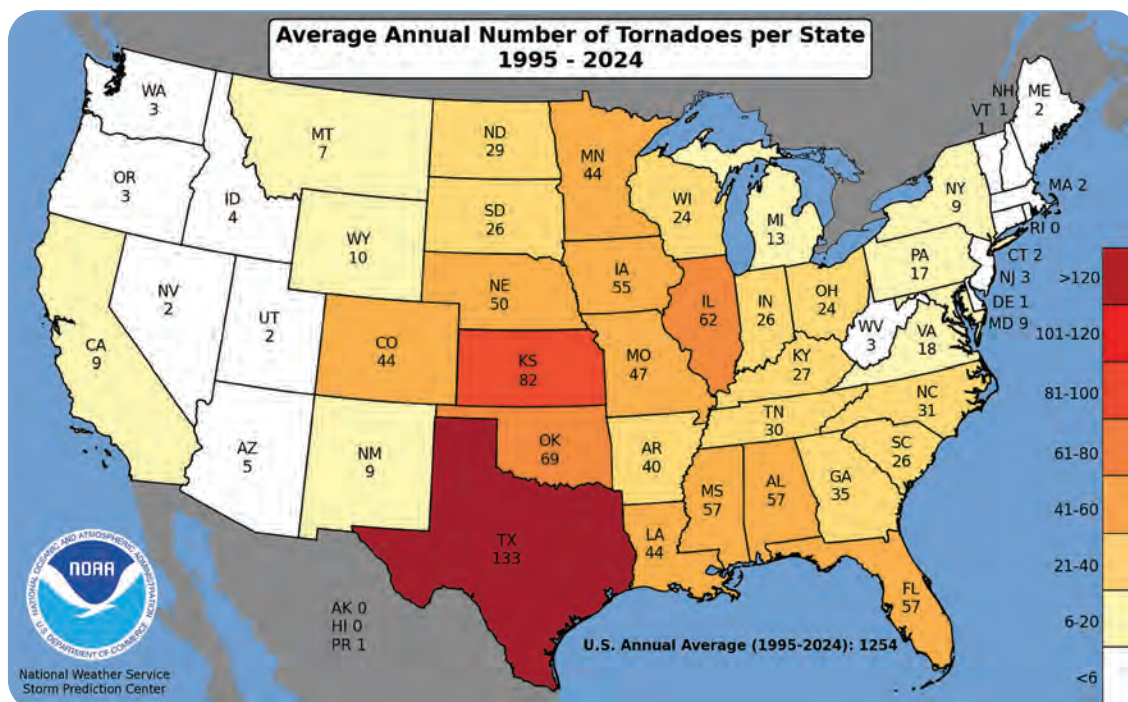 Average Annual Number of Tornadoes per State
1995 - 2024
WA
3
OR
3
ID
4
MT
7
WY
10
NV
2
UT
2
CA
9
AZ
5
CO
44
NM
9
ND
29
SD
26
NE
50
KS
82
OK
69
TX
133
MN
44
IA
55
MO
47
AR
40
LA
44
WI
24
IL
62
MI
13
IN
26
OH
24
KY
27
TN
30
MS
57
AL
57
GA
35
FL
57
SC
26
NC
31
VA
18
WV
3
PA
17
NY
9
VT
1
NH
1
ME
2
MA 2
RI 0
CT 2
NJ 3
DE 1
MD 9
AK 0
HI 0
PR 1
>120
101-120
81-100
61-80
41-60
21-40
6-20
<6
U.S. Annual Average (1995-2024): 1254
NATIONAL OCEANIC AND ATMOSPHERIC ADMINISTRATION
NOAA
U.S. DEPARTMENT OF COMMERCE
National Weather Service
Storm Prediction Center